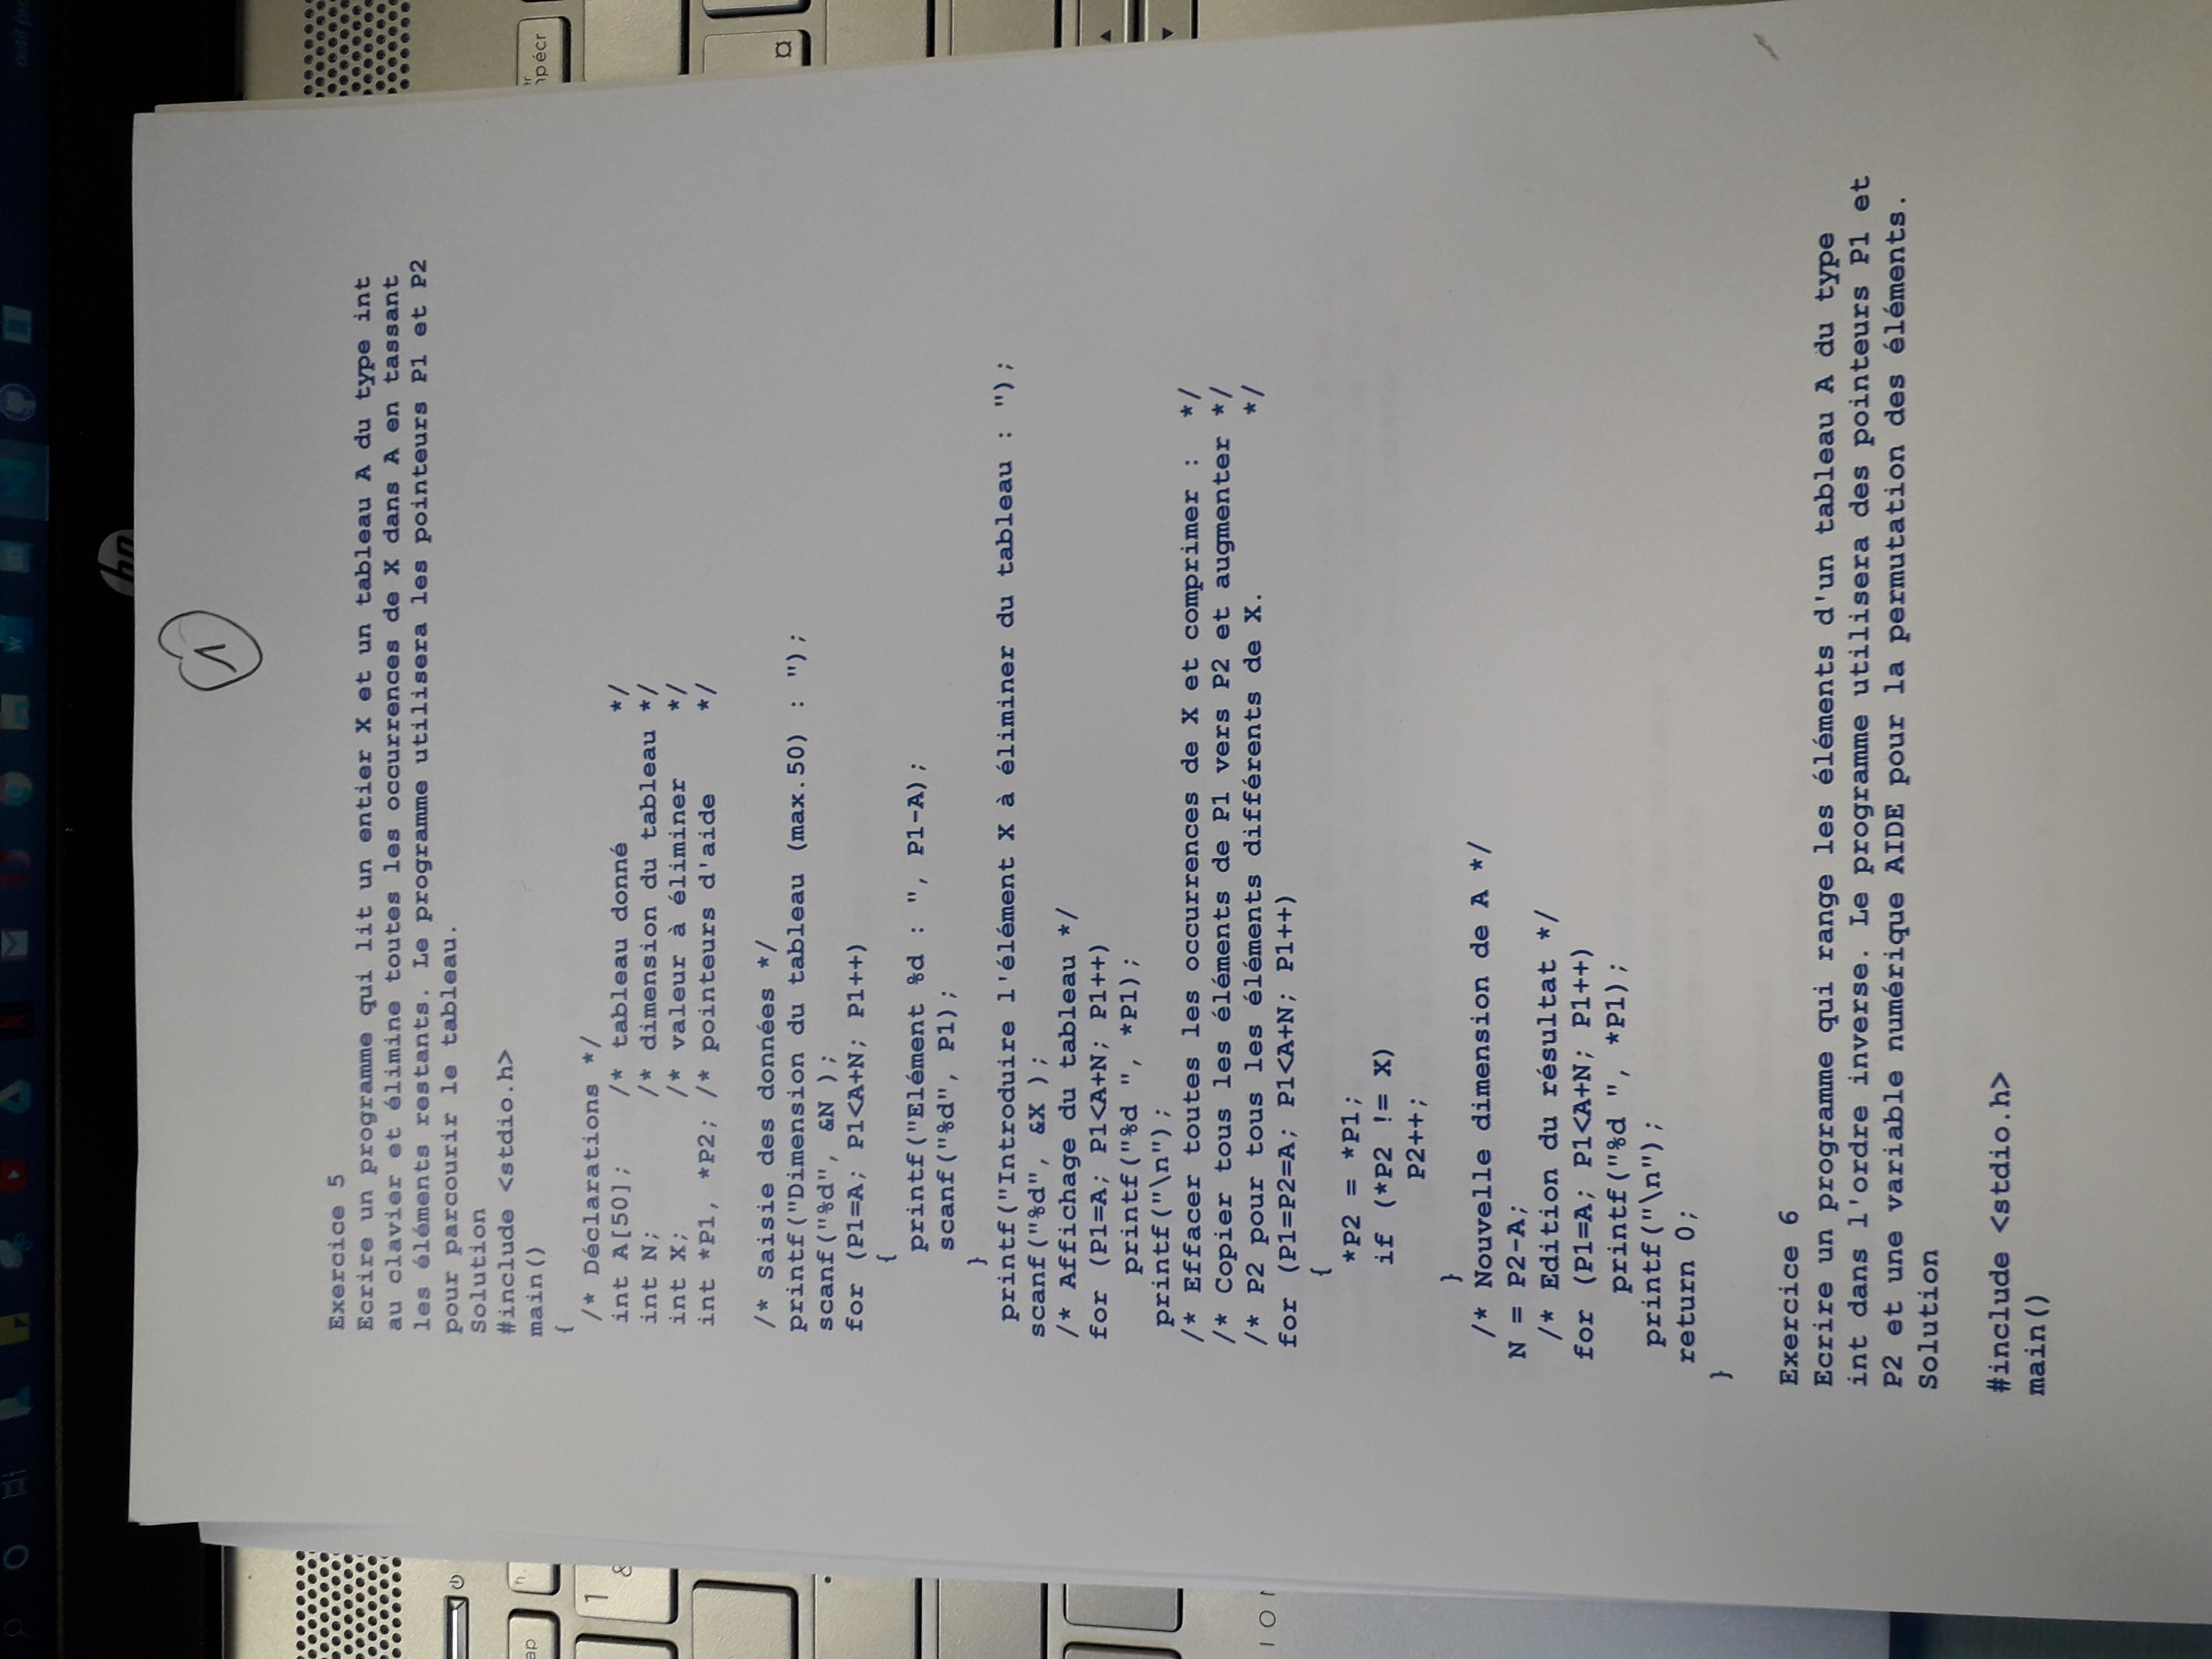 hp
1
Exercice 5
Ecrire un programme qui lit un entier X et un tableau A du type int
au clavier et élimine toutes les occurrences de X dans A en tassant
les éléments restants. Le programme utilisera les pointeurs P1 et P2
pour parcourir le tableau.
Solution
#include <stdio.h>
main()
{
/* Déclarations */
int A[50]; /* tableau donné */
int N; /* dimension du tableau */
int X; /* valeur à éliminer */
int *P1, *P2; /* pointeurs d'aide */
/* Saisie des données */
printf("Dimension du tableau (max.50) : ");
scanf("%d", &N );
for (P1=A; P1<A+N; P1++)
{
printf("Elément %d : ", P1-A);
scanf("%d", P1);
}
printf("Introduire l'élément X à éliminer du tableau : ");
scanf("%d", &X );
/* Affichage du tableau */
for (P1=A; P1<A+N; P1++)
printf("%d ", *P1);
printf("\n");
/* Effacer toutes les occurrences de X et comprimer : */
/* Copier tous les éléments de P1 vers P2 et augmenter */
/* P2 pour tous les éléments différents de X. */
for (P1=P2=A; P1<A+N; P1++)
{
*P2 = *P1;
if (*P2 != X)
P2++;
}
/* Nouvelle dimension de A */
N = P2-A;
/* Edition du résultat */
for (P1=A; P1<A+N; P1++)
printf("%d ", *P1);
printf("\n");
return 0;
}
Exercice 6
Ecrire un programme qui range les éléments d'un tableau A du type
int dans l'ordre inverse. Le programme utilisera des pointeurs P1 et
P2 et une variable numérique AIDE pour la permutation des éléments.
Solution
#include <stdio.h>
main()